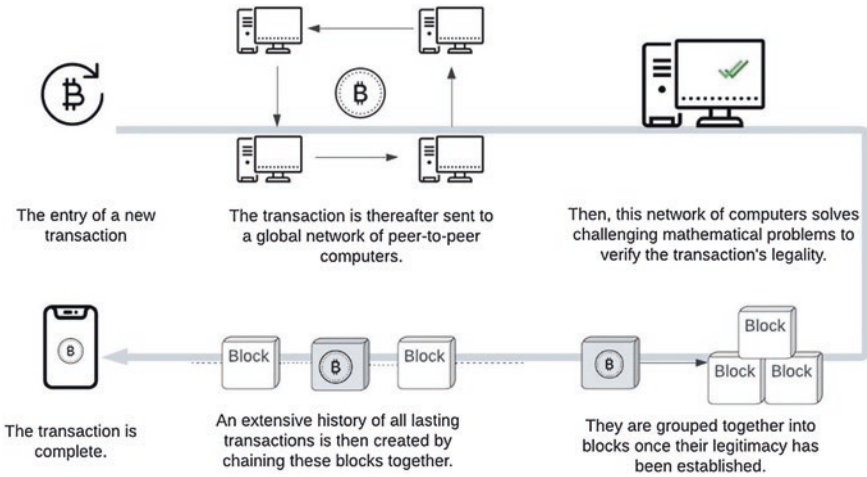 The entry of a new
transaction
The transaction is thereafter sent to
a global network of peer-to-peer
computers.
Then, this network of computers solves
challenging mathematical problems to
verify the transaction's legality.
Block
Block
Block
Block
Block
They are grouped together into
blocks once their legitimacy has
been established.
An extensive history of all lasting
transactions is then created by
chaining these blocks together.
The transaction is
complete.